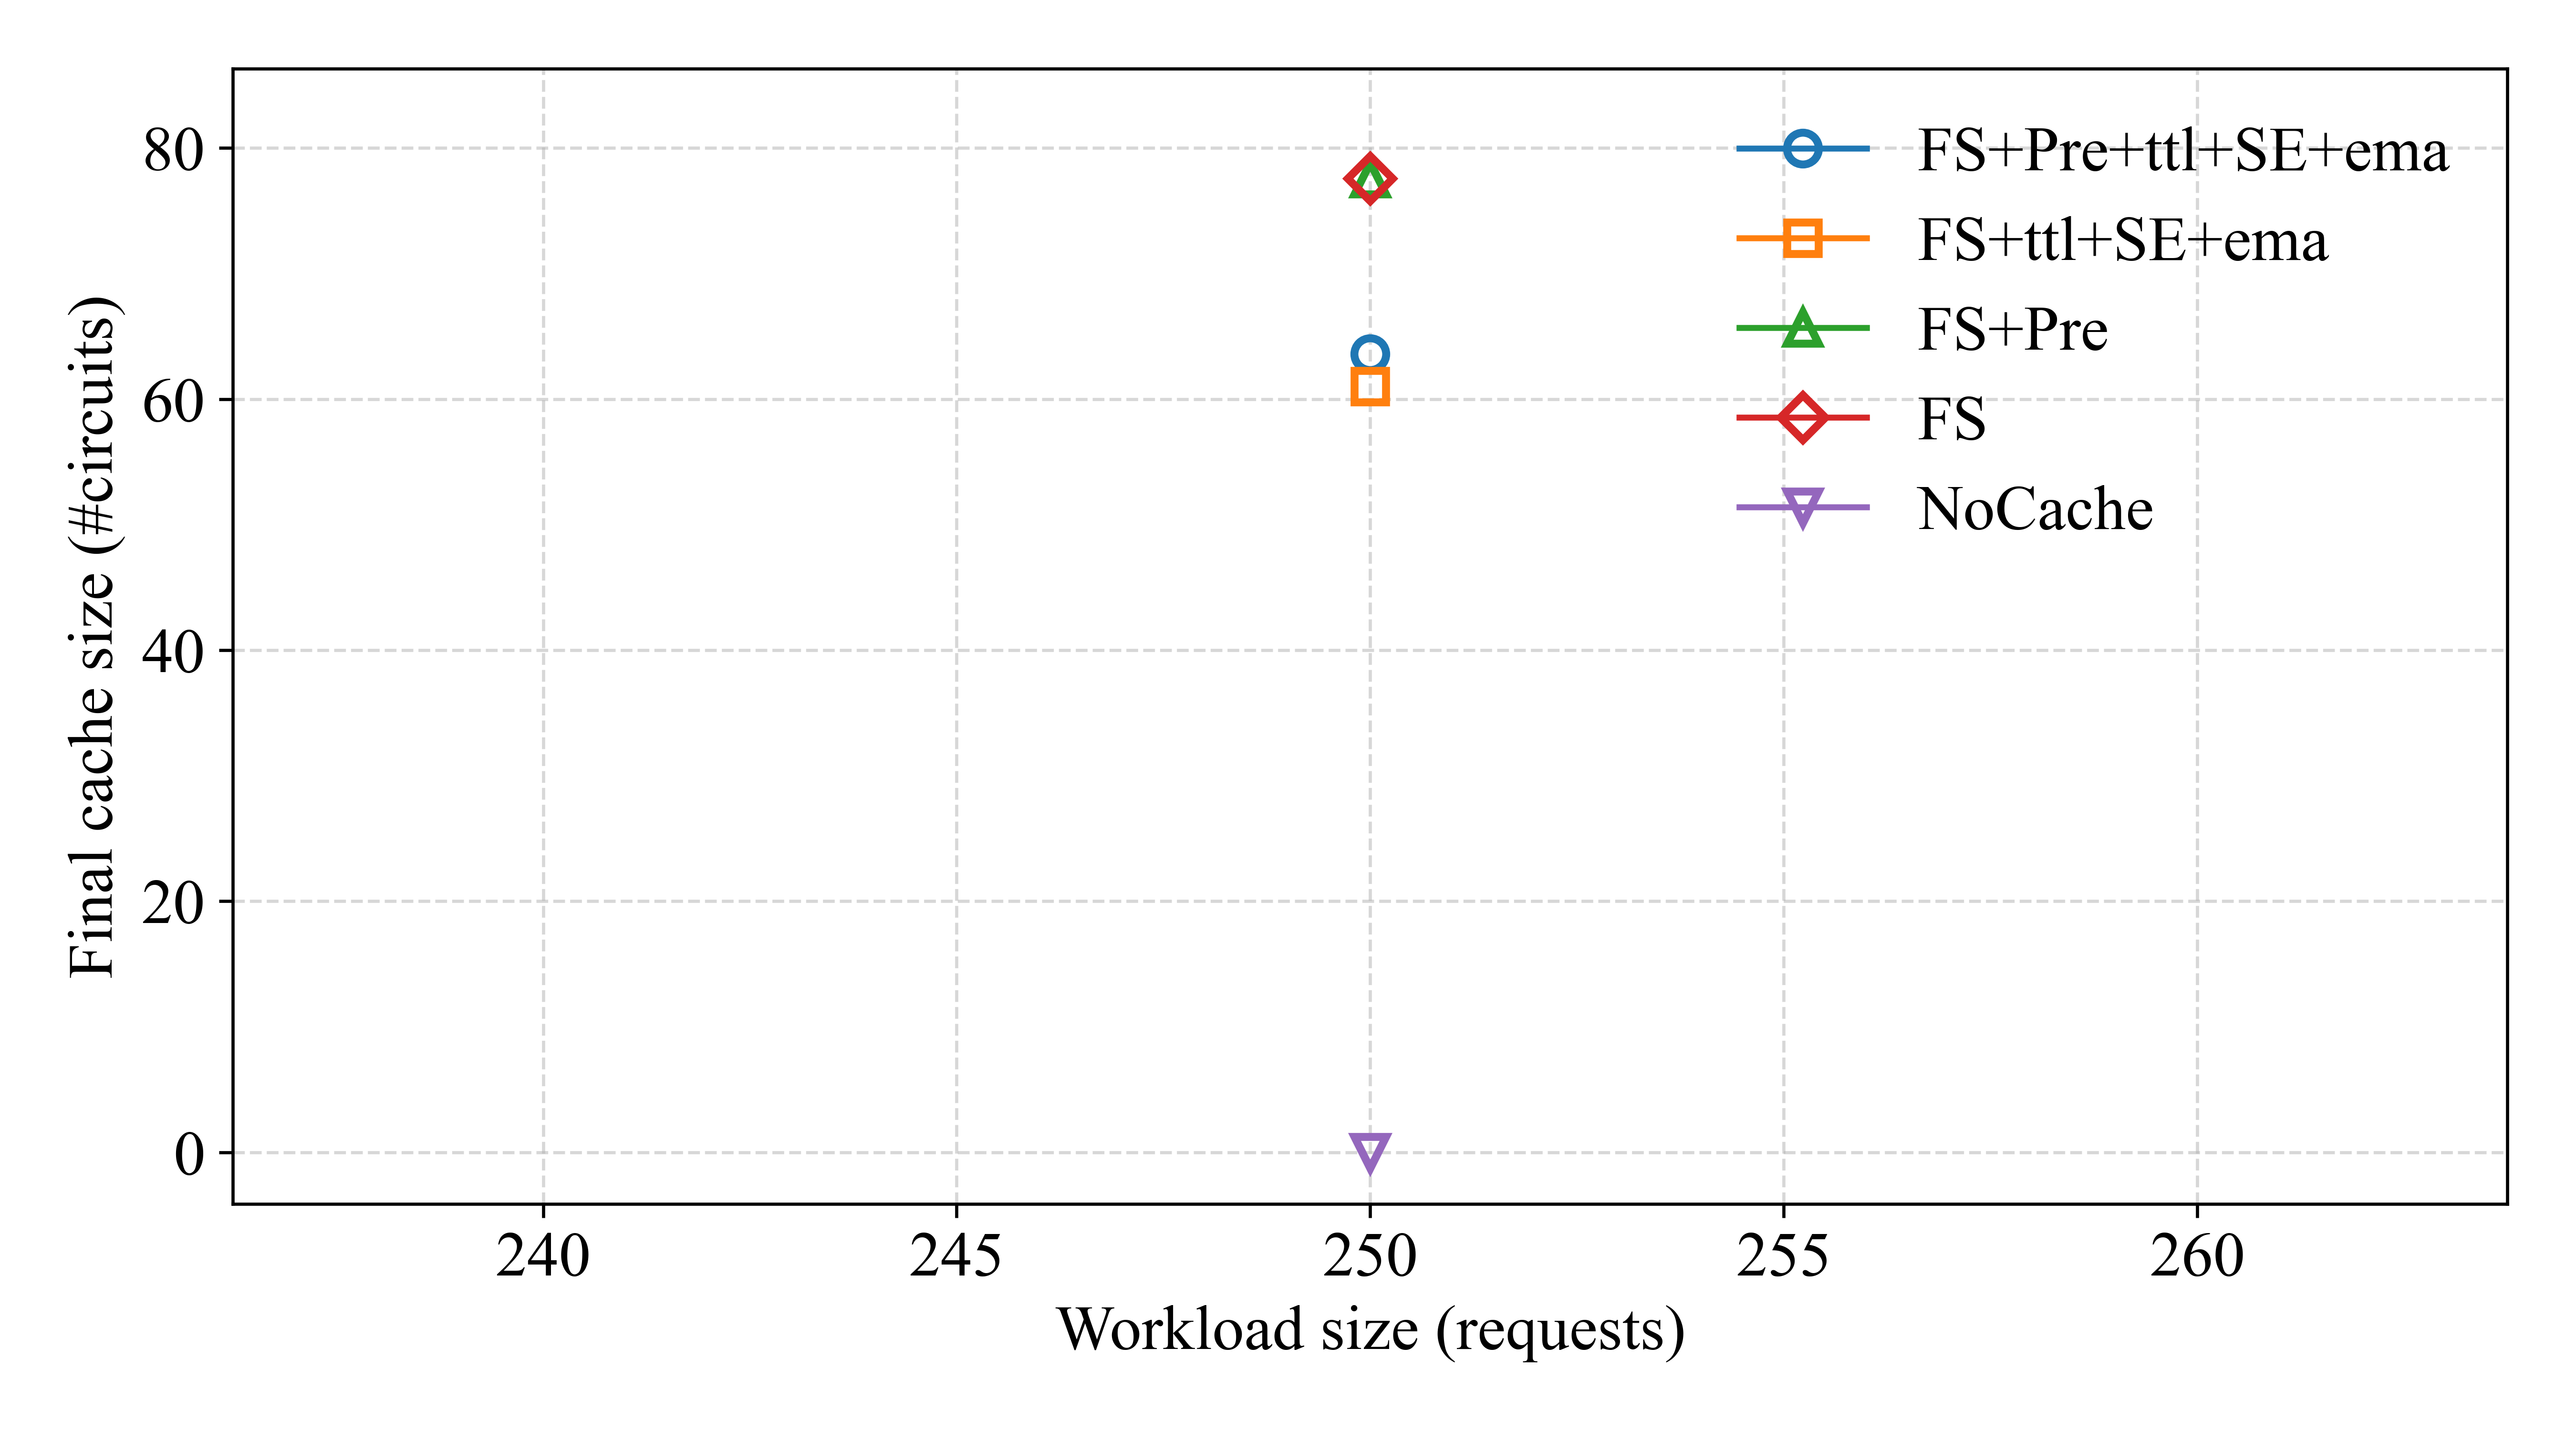 80
60
40
20
0
Final cache size (#circuits)
FS+Pre+ttl+SE+ema
FS+ttl+SE+ema
FS+Pre
FS
NoCache
240 245 250 255 260
Workload size (requests)